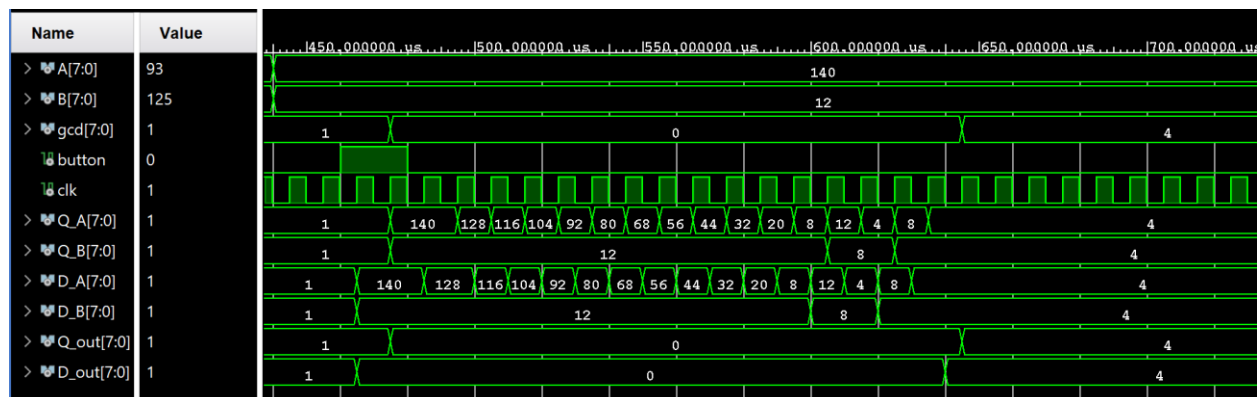 Name Value
450.000000 us 500.000000 us 550.000000 us 600.000000 us 650.000000 us 700.000000 us
A[7:0] 93 140
B[7:0] 125 12
gcd[7:0] 1 1 0 4
button 0
clk 1
Q_A[7:0] 1 1 140 128 116 104 92 80 68 56 44 32 20 8 12 4 8 4
Q_B[7:0] 1 1 12 8 4
D_A[7:0] 1 1 140 128 116 104 92 80 68 56 44 32 20 8 12 4 8 4
D_B[7:0] 1 1 12 8 4
Q_out[7:0] 1 1 0 4
D_out[7:0] 1 1 0 4